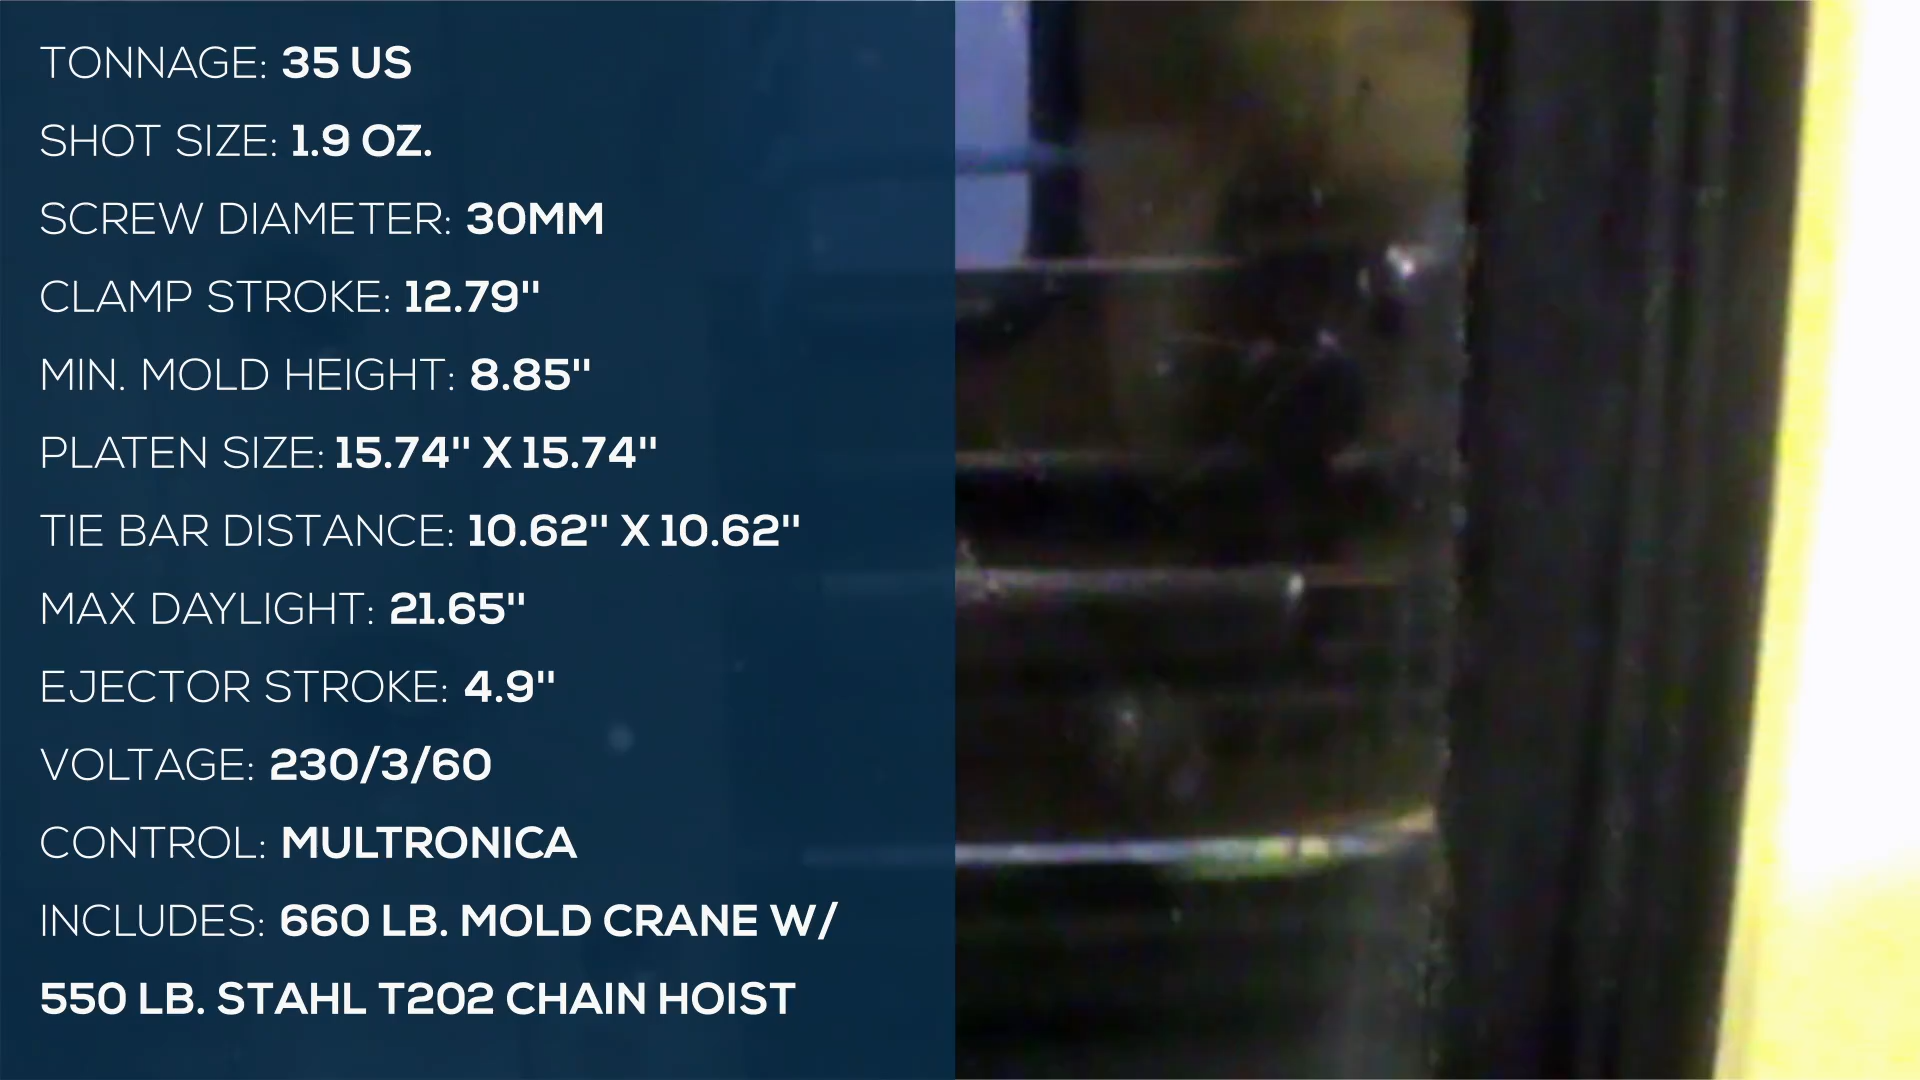 TONNAGE: 35 US
SHOT SIZE: 1.9 OZ.
SCREW DIAMETER: 30MM
CLAMP STROKE: 12.79"
MIN. MOLD HEIGHT: 8.85"
PLATEN SIZE: 15.74" X 15.74"
TIE BAR DISTANCE: 10.62" X 10.62"
MAX DAYLIGHT: 21.65"
EJECTOR STROKE: 4.9"
VOLTAGE: 230/3/60
CONTROL: MULTRONICA
INCLUDES: 660 LB. MOLD CRANE W/
550 LB. STAHL T202 CHAIN HOIST